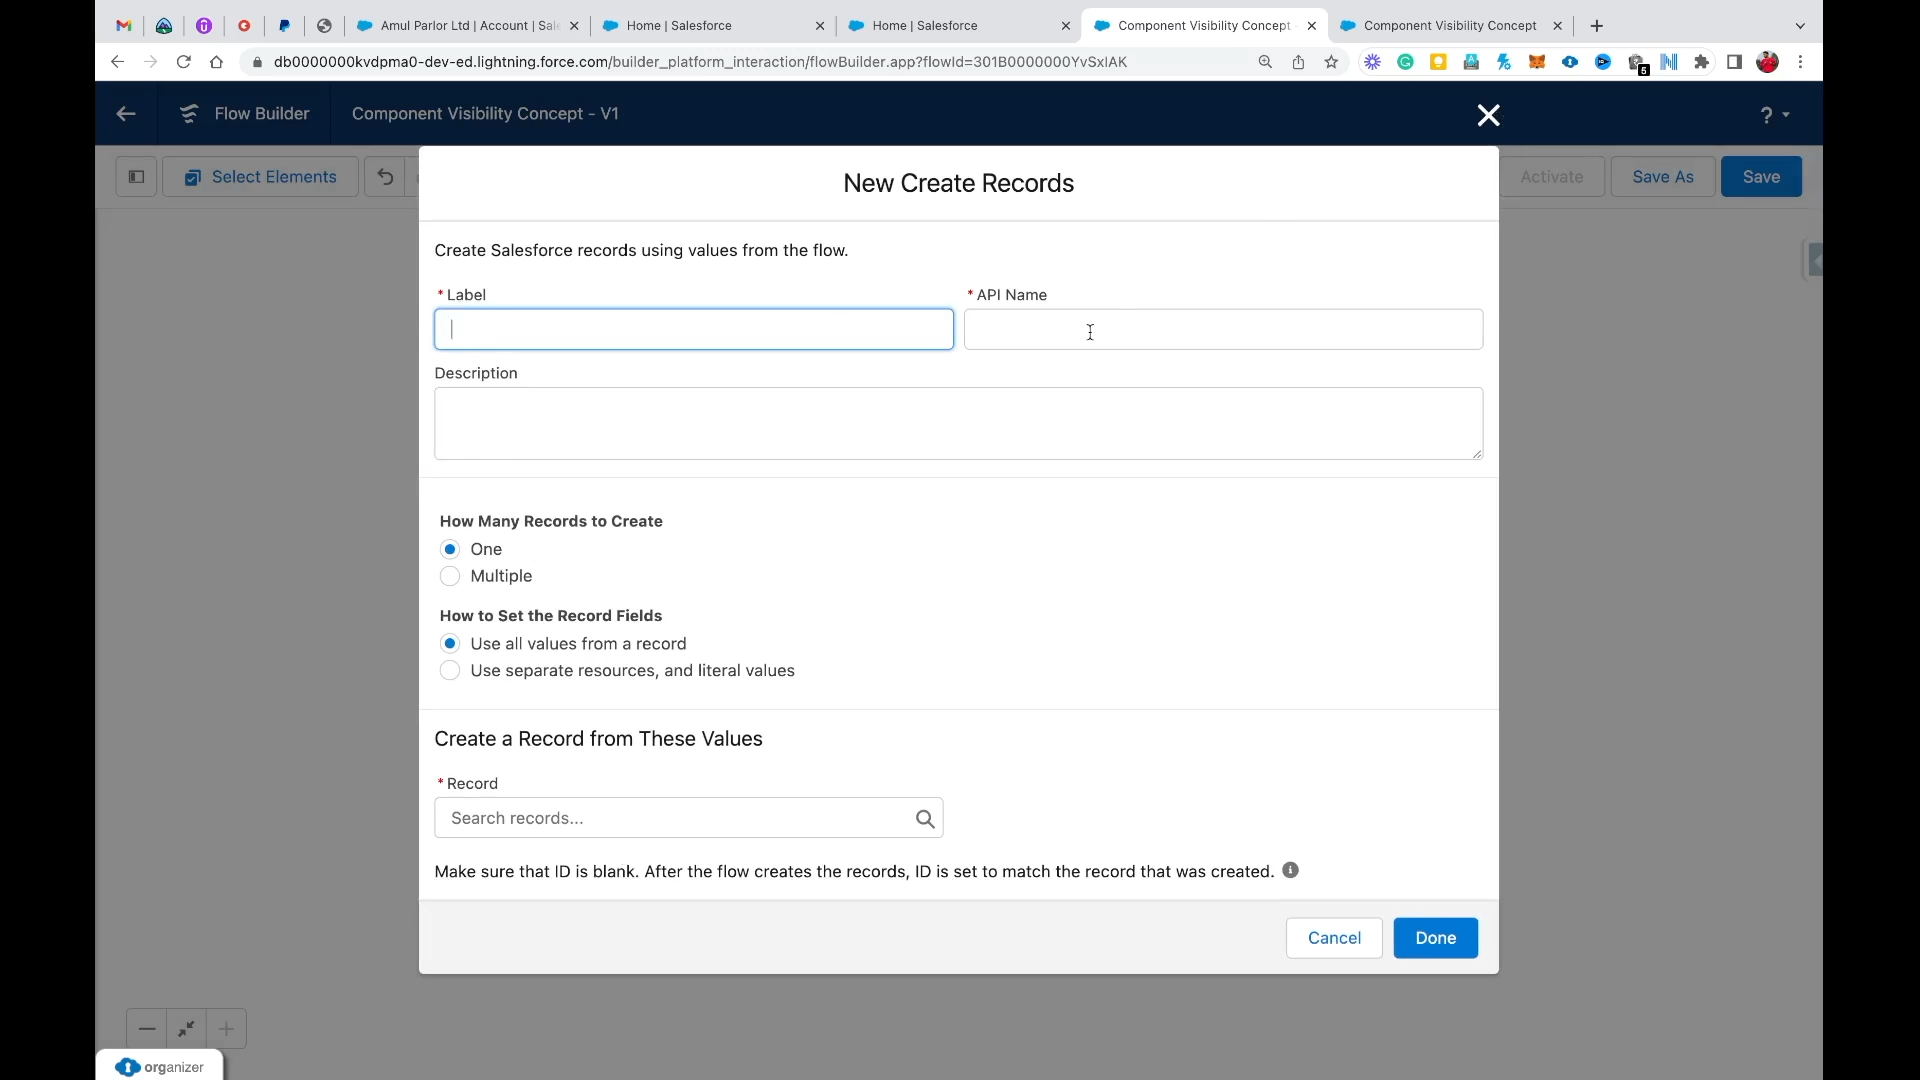 Amul Parlor Ltd | Account | Sale
Home | Salesforce
Home | Salesforce
Component Visibility Concept -
Component Visibility Concept
db0000000kvdpma0-dev-ed.lightning.force.com/builder_platform_interaction/flowBuilder.app?flowId=301B0000000YvSxIAK
5
Flow Builder
Component Visibility Concept - V1
?
Select Elements
Activate
Save As
Save
New Create Records
Create Salesforce records using values from the flow.
* Label
* API Name
Description
How Many Records to Create
One
Multiple
How to Set the Record Fields
Use all values from a record
Use separate resources, and literal values
Create a Record from These Values
* Record
Search records...
Make sure that ID is blank. After the flow creates the records, ID is set to match the record that was created.
Cancel
Done
organizer